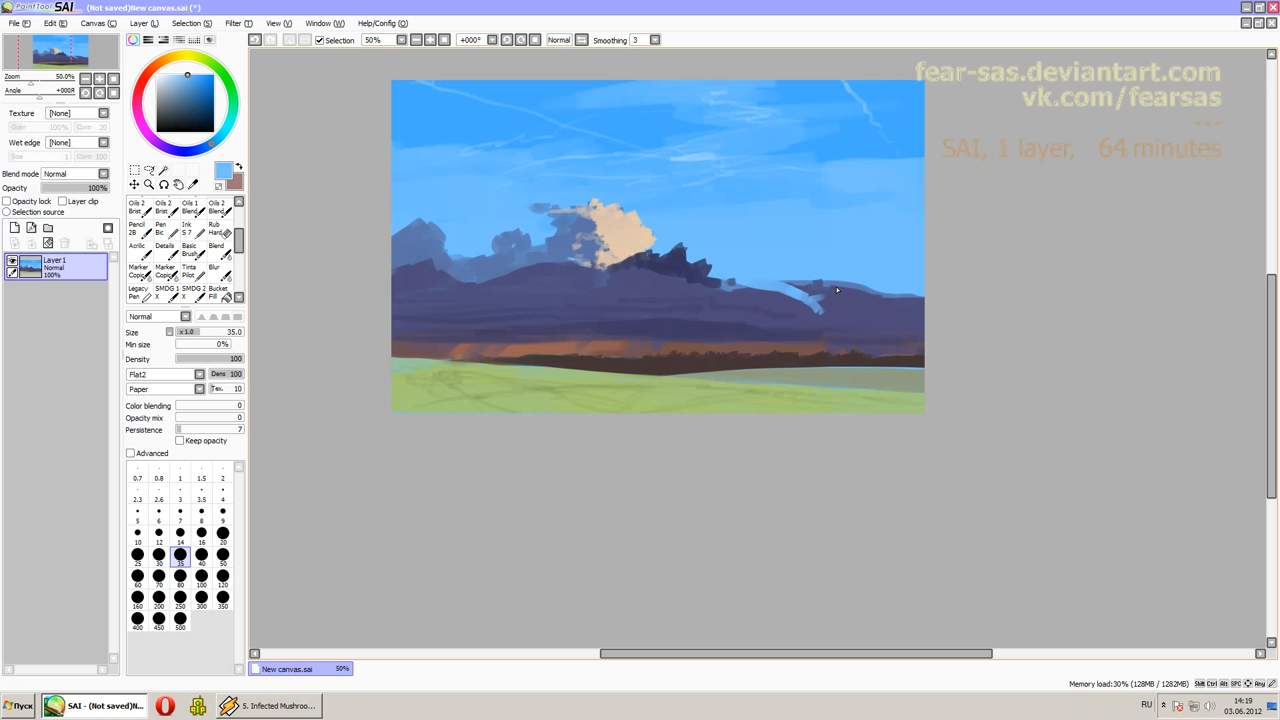 PaintTool SAI (Not saved)New canvas.sai (*)
File (F) Edit (E) Canvas (C) Layer (L) Selection (S) Filter (T) View (V) Window (W) Help/Config (O)
Selection 50% +000° Normal Smoothing 3
Zoom 50.0%
Angle +000Я
Texture [None]
Wet edge [None]
Blend mode Normal
Opacity 100%
Opacity lock Layer clip
Selection source
Layer1
Normal
100%
Oils 2 Brist Oils 2 Brist Oils 1 Blend Oils 2 Blend
Pencil 2B Pen Bic Ink S 7 Rub Hard
Acrilic Details Basic Brush Blend
Marker Copic Marker Copic Tinta Pilot Blur
Legacy Pen SMDG 1 X SMDG 2 X Bucket Fill
Normal
Size x 1.0 35.0
Min size 0%
Density 100
Flat2 Dens 100
Paper Tex. 10
Color blending 0
Opacity mix 0
Persistence 7
Keep opacity
Advanced
0.7 0.8 1 1.5 2
2.3 2.6 3 3.5 4
5 6 7 8 9
10 12 14 16 20
25 30 35 40 50
60 70 80 100 120
160 200 250 300 350
400 450 500
fear-sas.deviantart.com
vk.com/fearsas
---
SAI, 1 layer, 64 minutes
New canvas.sai 50%
Memory load:30% (128MB / 1282MB) Shft Ctrl Alt SPC Any
Пуск SAI - (Not saved)N... 5. Infected Mushroo... RU 14:19
03.06.2012